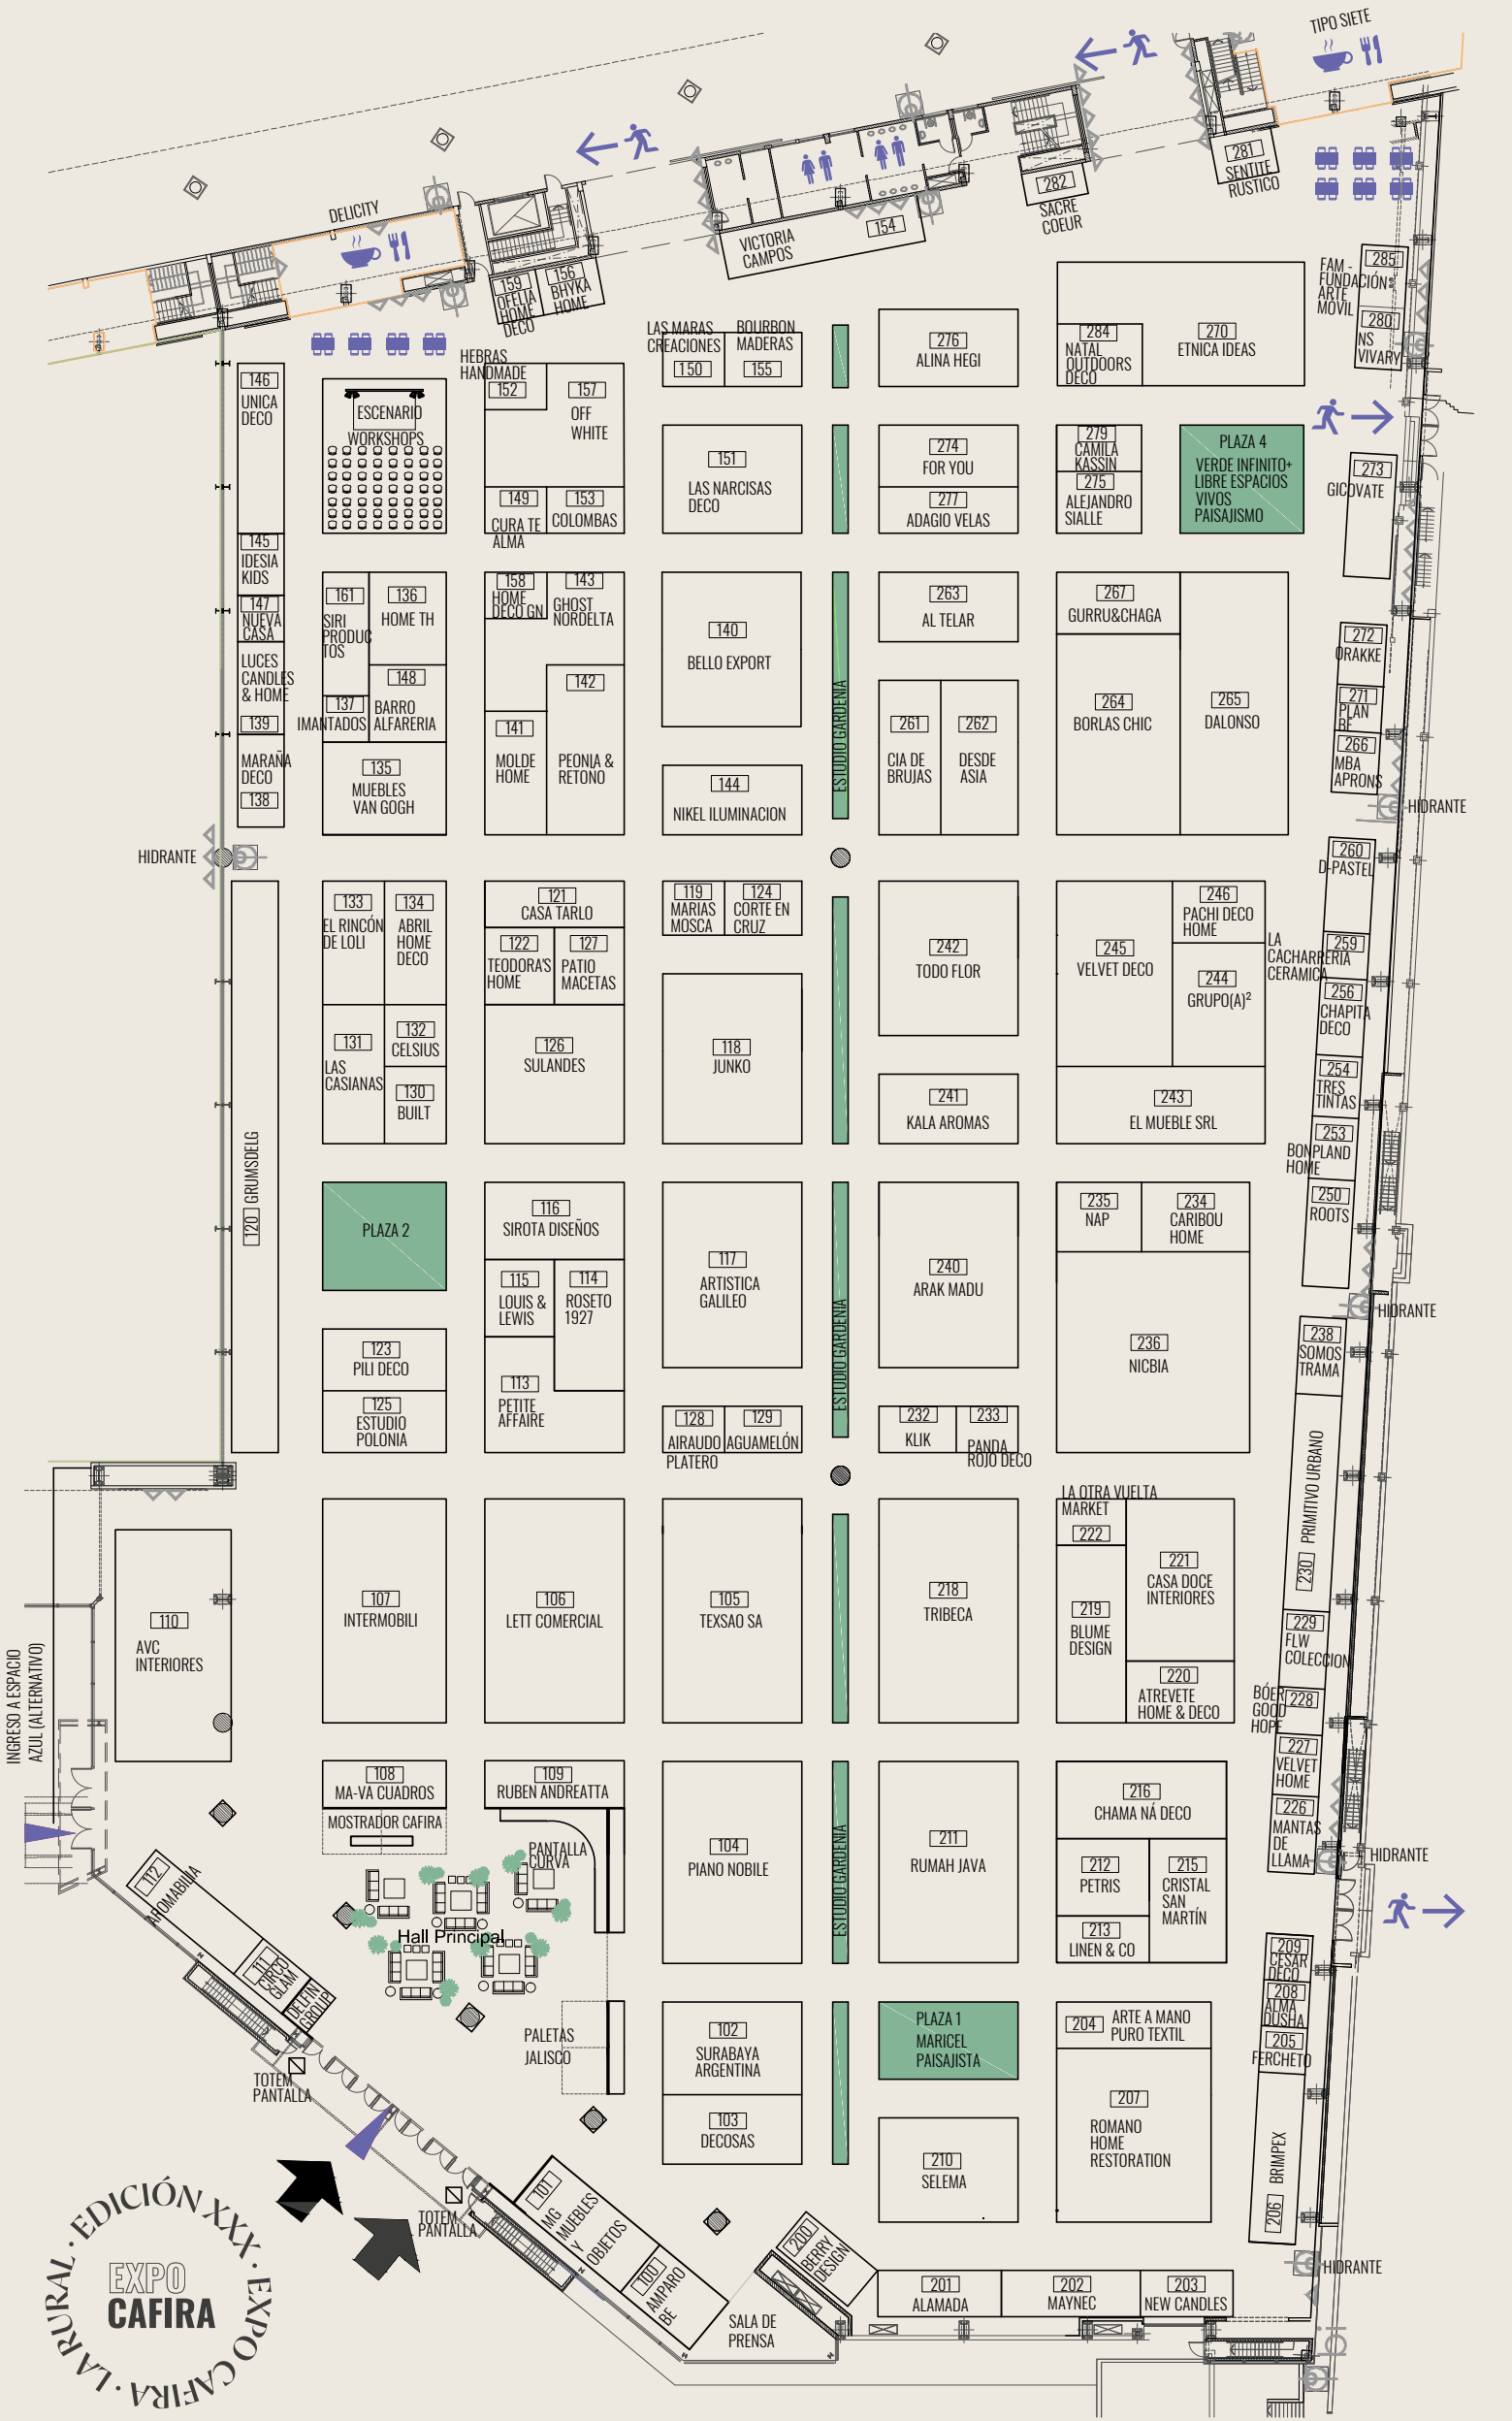 TIPO SIETE
DELICITY
281
SENTITE
RUSTICO
282
SACRE
COEUR
154
VICTORIA
CAMPOS
159
OFELIA
HOME
DECO
156
BHYKA
HOME
285
FAM -
FUNDACIÓN
ARTE
MÓVIL
280
NS
VIVARY
284
NATAL
OUTDOORS
DECO
270
ETNICA IDEAS
276
ALINA HEGI
LAS MARAS
CREACIONES
150
BOURBON
MADERAS
155
HEBRAS
HANDMADE
152
157
OFF
WHITE
146
UNICA
DECO
ESCENARIO
WORKSHOPS
149
CURA TE
ALMA
153
COLOMBAS
151
LAS NARCISAS
DECO
274
FOR YOU
277
ADAGIO VELAS
279
CAMILA
KASSIN
275
ALEJANDRO
SIALLE
PLAZA 4
VERDE INFINITO+
LIBRE ESPACIOS
VIVOS
PAISAJISMO
273
GICOVATE
145
IDESIA
KIDS
147
NUEVA
CASA
LUCES
CANDLES
& HOME
139
MARAÑA
DECO
138
161
SIRI
PRODUC
TOS
136
HOME TH
148
BARRO
ALFARERIA
137
IMANTADOS
135
MUEBLES
VAN GOGH
158
HOME
DECO GN
143
GHOST
NORDELTA
142
PEONIA &
RETOÑO
141
MOLDE
HOME
140
BELLO EXPORT
144
NIKEL ILUMINACION
ESTUDIO GARDENIA
263
AL TELAR
261
CIA DE
BRUJAS
262
DESDE
ASIA
267
GURRU&CHAGA
264
BORLAS CHIC
265
DALONSO
272
ORAKKE
271
PLAN
BE
266
MBA
APRONS
HIDRANTE
HIDRANTE
260
D-PASTEL
259
LA
CACHARRERIA
CERAMICA
256
CHAPITA
DECO
254
TRES
TINTAS
253
BONPLAND
HOME
250
ROOTS
HIDRANTE
120 GRUMSDELG
133
EL RINCÓN
DE LOLI
134
ABRIL
HOME
DECO
131
LAS
CASIANAS
132
CELSIUS
130
BUILT
121
CASA TARLO
122
TEODORA'S
HOME
127
PATIO
MACETAS
126
SULANDES
119
MARIAS
MOSCA
124
CORTE EN
CRUZ
118
JUNKO
242
TODO FLOR
241
KALA AROMAS
245
VELVET DECO
246
PACHI DECO
HOME
244
GRUPO(A)²
243
EL MUEBLE SRL
PLAZA 2
123
PILI DECO
125
ESTUDIO
POLONIA
116
SIROTA DISEÑOS
115
LOUIS &
LEWIS
114
ROSETO
1927
113
PETITE
AFFAIRE
117
ARTISTICA
GALILEO
128
AIRAUDO
PLATERO
129
AGUAMELÓN
ESTUDIO GARDENIA
240
ARAK MADU
232
KLIK
233
PANDA
ROJO DECO
235
NAP
234
CARIBOU
HOME
236
NICBIA
238
SOMOS
TRAMA
230 PRIMITIVO URBANO
229
FLW
COLECCION
228
BÓER
GOOD
HOPE
227
VELVET
HOME
226
MANTAS
DE
LLAMA
HIDRANTE
INGRESO A ESPACIO
AZUL (ALTERNATIVO)
110
AVC
INTERIORES
107
INTERMOBILI
106
LETT COMERCIAL
105
TEXSAO SA
218
TRIBECA
LA OTRA VUELTA
MARKET
222
219
BLUME
DESIGN
221
CASA DOCE
INTERIORES
220
ATREVETE
HOME & DECO
108
MA-VA CUADROS
MOSTRADOR CAFIRA
109
RUBEN ANDREATTA
PANTALLA
CURVA
Hall Principal
PALETAS
JALISCO
104
PIANO NOBILE
102
SURABAYA
ARGENTINA
103
DECOSAS
ESTUDIO GARDENIA
211
RUMAH JAVA
216
CHAMA NÁ DECO
212
PETRIS
215
CRISTAL
SAN
MARTÍN
213
LINEN & CO
PLAZA 1
MARICEL
PAISAJISTA
210
SELEMA
204
ARTE A MANO
PURO TEXTIL
207
ROMANO
HOME
RESTORATION
209
CESAR
DECO
208
ALMA
DUSHA
205
FERCHETO
206 BRIMPEX
HIDRANTE
112
AROMABILIA
111
CIRCO
GLAM
DELFIN
GROUP
TOTEM
PANTALLA
TOTEM
PANTALLA
101
MG
MUEBLES
Y
OBJETOS
100
AMPARO
BE
SALA DE
PRENSA
200
BERRY
DESIGN
201
ALAMADA
202
MAYNEC
203
NEW CANDLES
EDICIÓN XXX · EXPO CAFIRA · LA RURAL ·
EXPO
CAFIRA